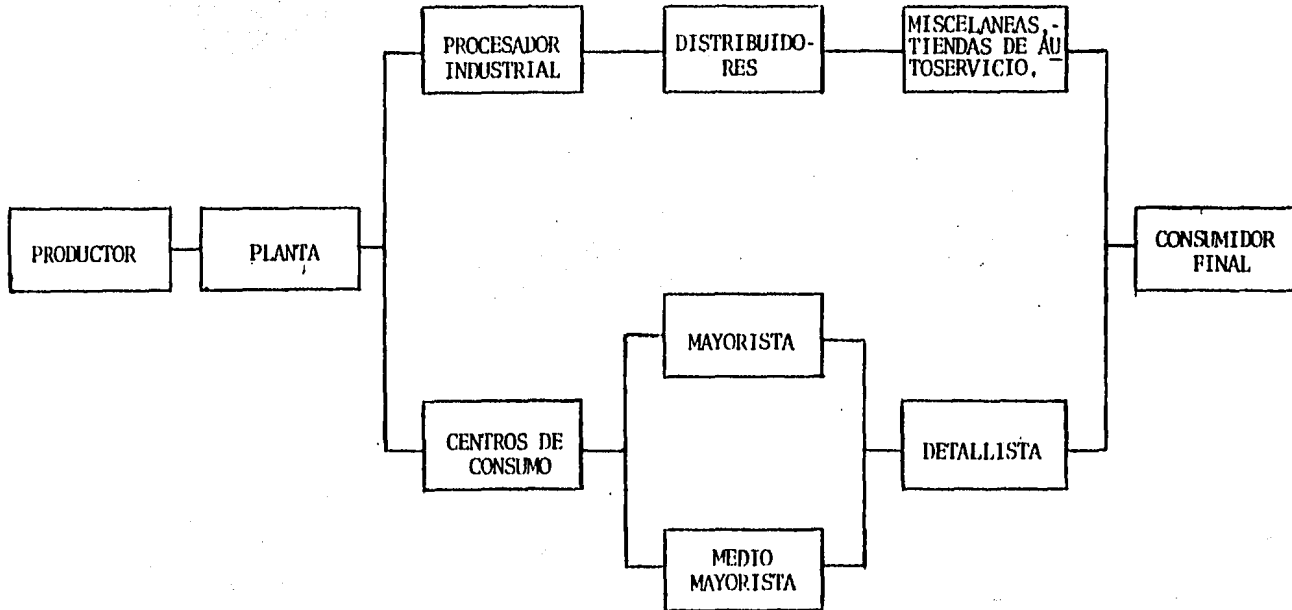 PROCESADOR
INDUSTRIAL
DISTRIBUIDO-
RES
MISCELANEAS,-
TIENDAS DE AU
TOSERVICIO.
PRODUCTOR
PLANTA
CONSUMIDOR
FINAL
MAYORISTA
CENTROS DE
CONSUMO
DETALLISTA
MEDIO
MAYORISTA